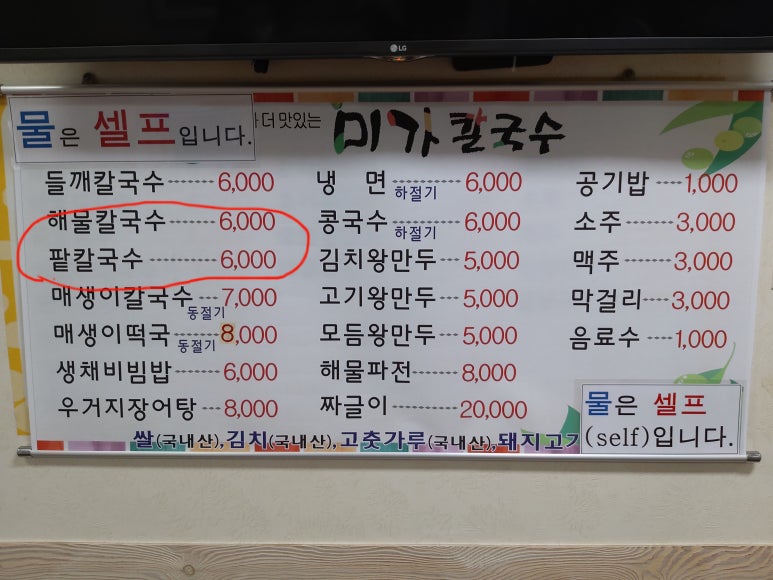 LG
물은 셀프입니다.
더 맛있는
미가칼국수
들깨칼국수 ------- 6,000
해물칼국수 ------- 6,000
팥칼국수 ---------- 6,000
매생이칼국수 --- 7,000
동절기
매생이떡국 ------- 8,000
동절기
생채비빔밥 ------ 6,000
우거지장어탕 --- 8,000
냉 면 ------------ 6,000
하절기
콩국수 ------------ 6,000
하절기
김치왕만두 --- 5,000
고기왕만두 --- 5,000
모듬왕만두 --- 5,000
해물파전 ------ 8,000
짜글이 ---------- 20,000
공기밥 ---- 1,000
소주 ------ 3,000
맥주 ------ 3,000
막걸리 ---- 3,000
음료수 ---- 1,000
쌀(국내산),김치(국내산),고춧가루(국내산),돼지고기
물은 셀프
(self)입니다.